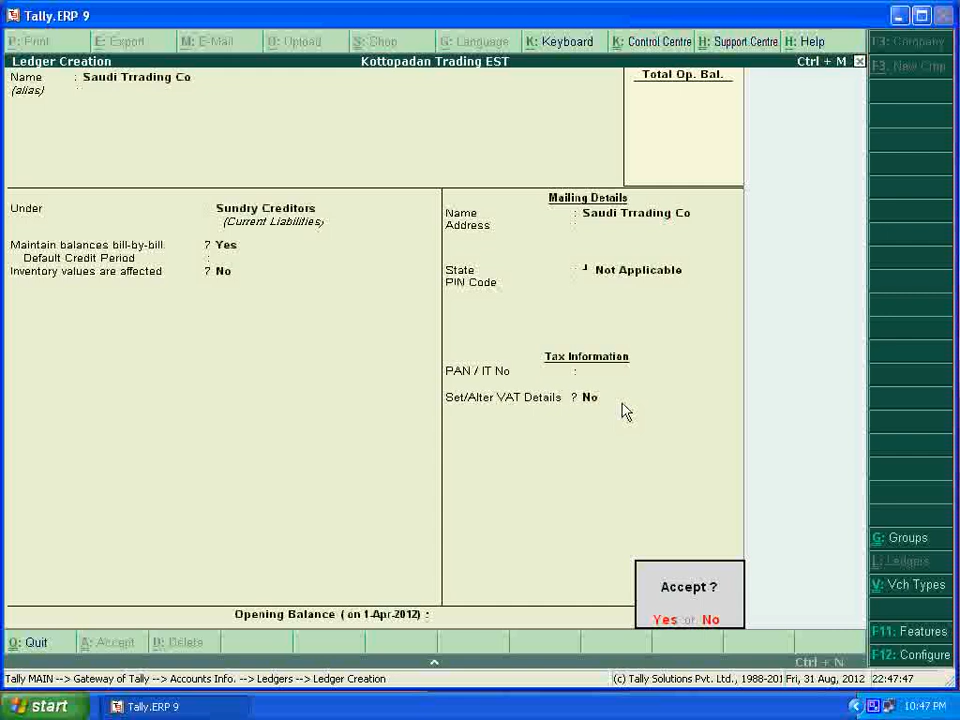 Tally.ERP 9
P: Print E: Export M: E-Mail O: Upload S: Shop G: Language K: Keyboard K: Control Centre H: Support Centre H: Help F3: Company
F3: New Cmp
Ledger Creation Kottopadan Trading EST Ctrl + M
Name : Saudi Trrading Co
(alias) :
Total Op. Bal.
Under : Sundry Creditors
(Current Liabilities)
Maintain balances bill-by-bill ? Yes
Default Credit Period :
Inventory values are affected ? No
Mailing Details
Name : Saudi Trrading Co
Address :
State : ┘ Not Applicable
PIN Code
Tax Information
PAN / IT No :
Set/Alter VAT Details ? No
G: Groups
L: Ledgers
V: Vch Types
F11: Features
F12: Configure
Accept ?
Yes or No
Opening Balance ( on 1-Apr-2012) :
Q: Quit A: Accept D: Delete
Ctrl + N
Tally MAIN --> Gateway of Tally --> Accounts Info. --> Ledgers --> Ledger Creation (c) Tally Solutions Pvt. Ltd., 1988-201 Fri, 31 Aug, 2012 22:47:47
start Tally.ERP 9 10:47 PM